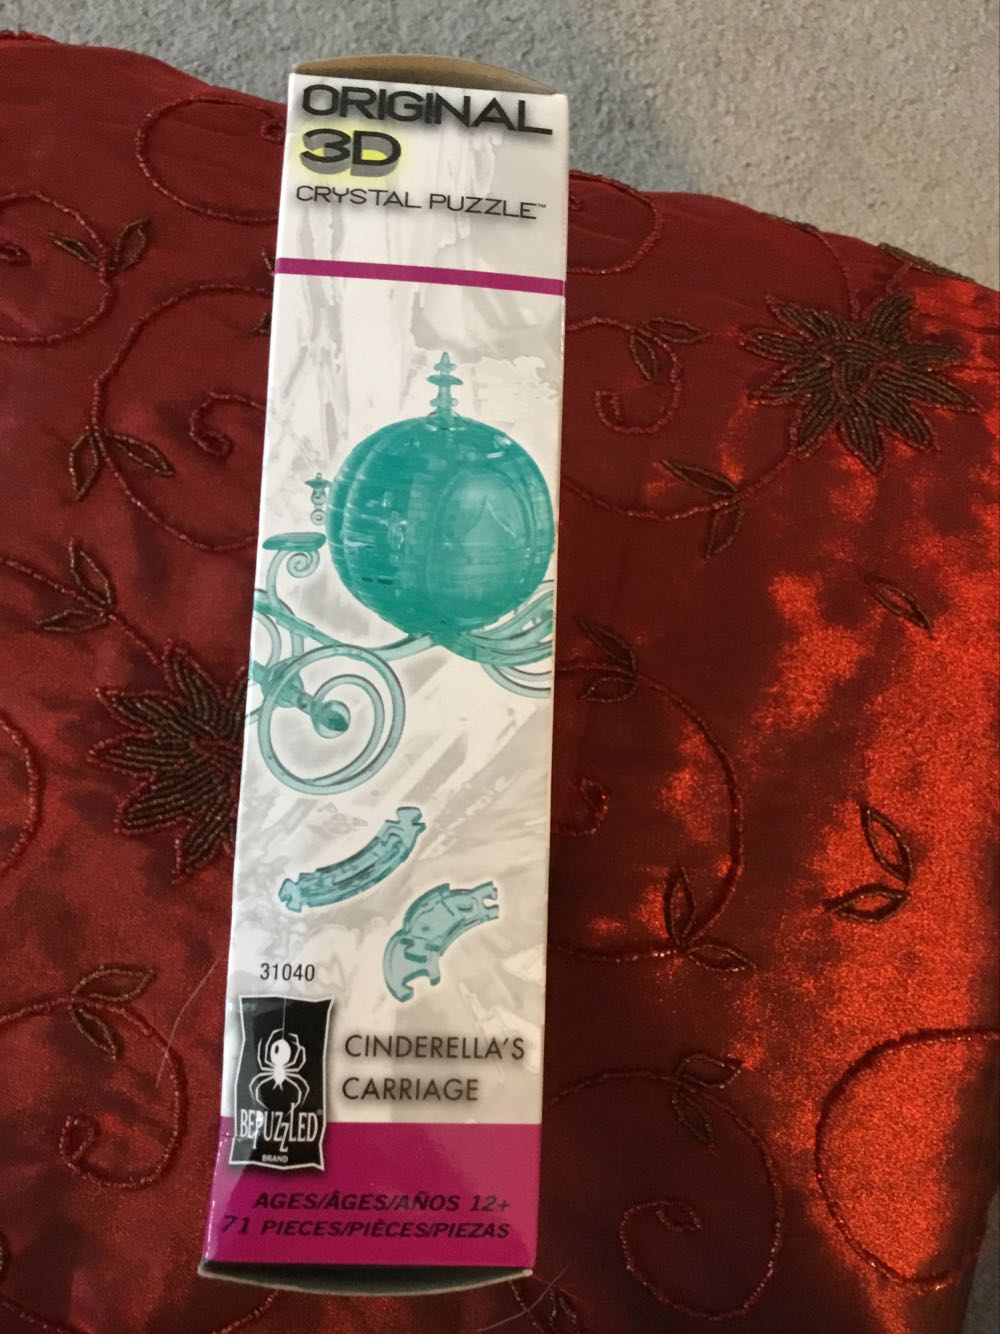 ORIGINAL
3D
CRYSTAL PUZZLE™
31040
CINDERELLA'S
CARRIAGE
BEPUZZLED®
BRAND
AGES/ÂGES/AÑOS 12+
71 PIECES/PIÈCES/PIEZAS